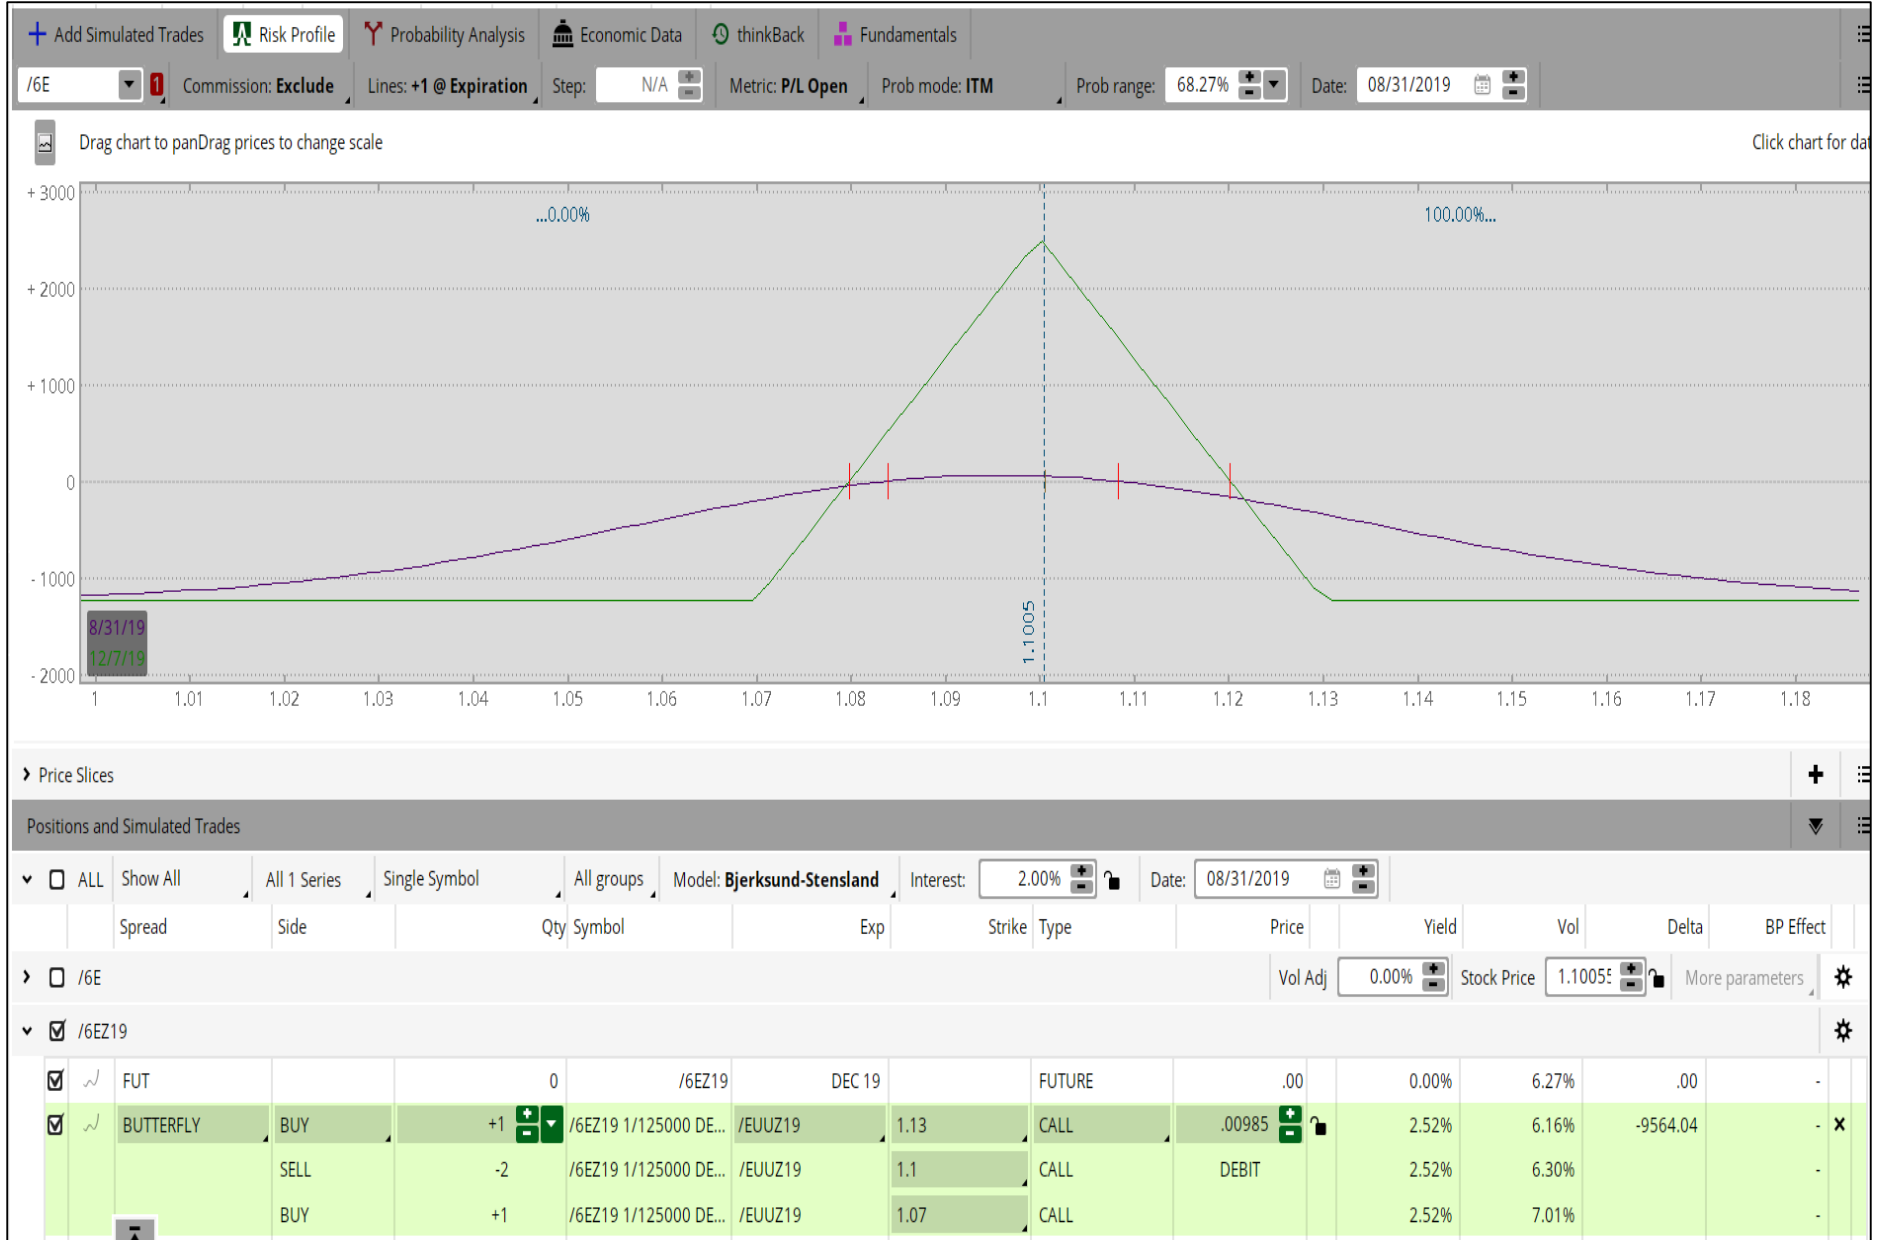 Add Simulated Trades Risk Profile Probability Analysis Economic Data thinkBack Fundamentals
/6E 1 Commission: Exclude Lines: +1 @ Expiration Step: N/A Metric: P/L Open Prob mode: ITM Prob range: 68.27% Date: 08/31/2019
Drag chart to panDrag prices to change scale Click chart for dat
+ 3000
...0.00% 100.00%...
+ 2000
+ 1000
0
- 1000
1.1005
8/31/19
12/7/19
- 2000
1 1.01 1.02 1.03 1.04 1.05 1.06 1.07 1.08 1.09 1.1 1.11 1.12 1.13 1.14 1.15 1.16 1.17 1.18
Price Slices
Positions and Simulated Trades
ALL Show All All 1 Series Single Symbol All groups Model: Bjerksund-Stensland Interest: 2.00% Date: 08/31/2019
Spread Side Qty Symbol Exp Strike Type Price Yield Vol Delta BP Effect
/6E Vol Adj 0.00% Stock Price 1.10055 More parameters
/6EZ19
FUT 0 /6EZ19 DEC 19 FUTURE .00 0.00% 6.27% .00 -
BUTTERFLY BUY +1 /6EZ19 1/125000 DE... /EUUZ19 1.13 CALL .00985 2.52% 6.16% -9564.04 -
SELL -2 /6EZ19 1/125000 DE... /EUUZ19 1.1 CALL DEBIT 2.52% 6.30% -
BUY +1 /6EZ19 1/125000 DE... /EUUZ19 1.07 CALL 2.52% 7.01% -